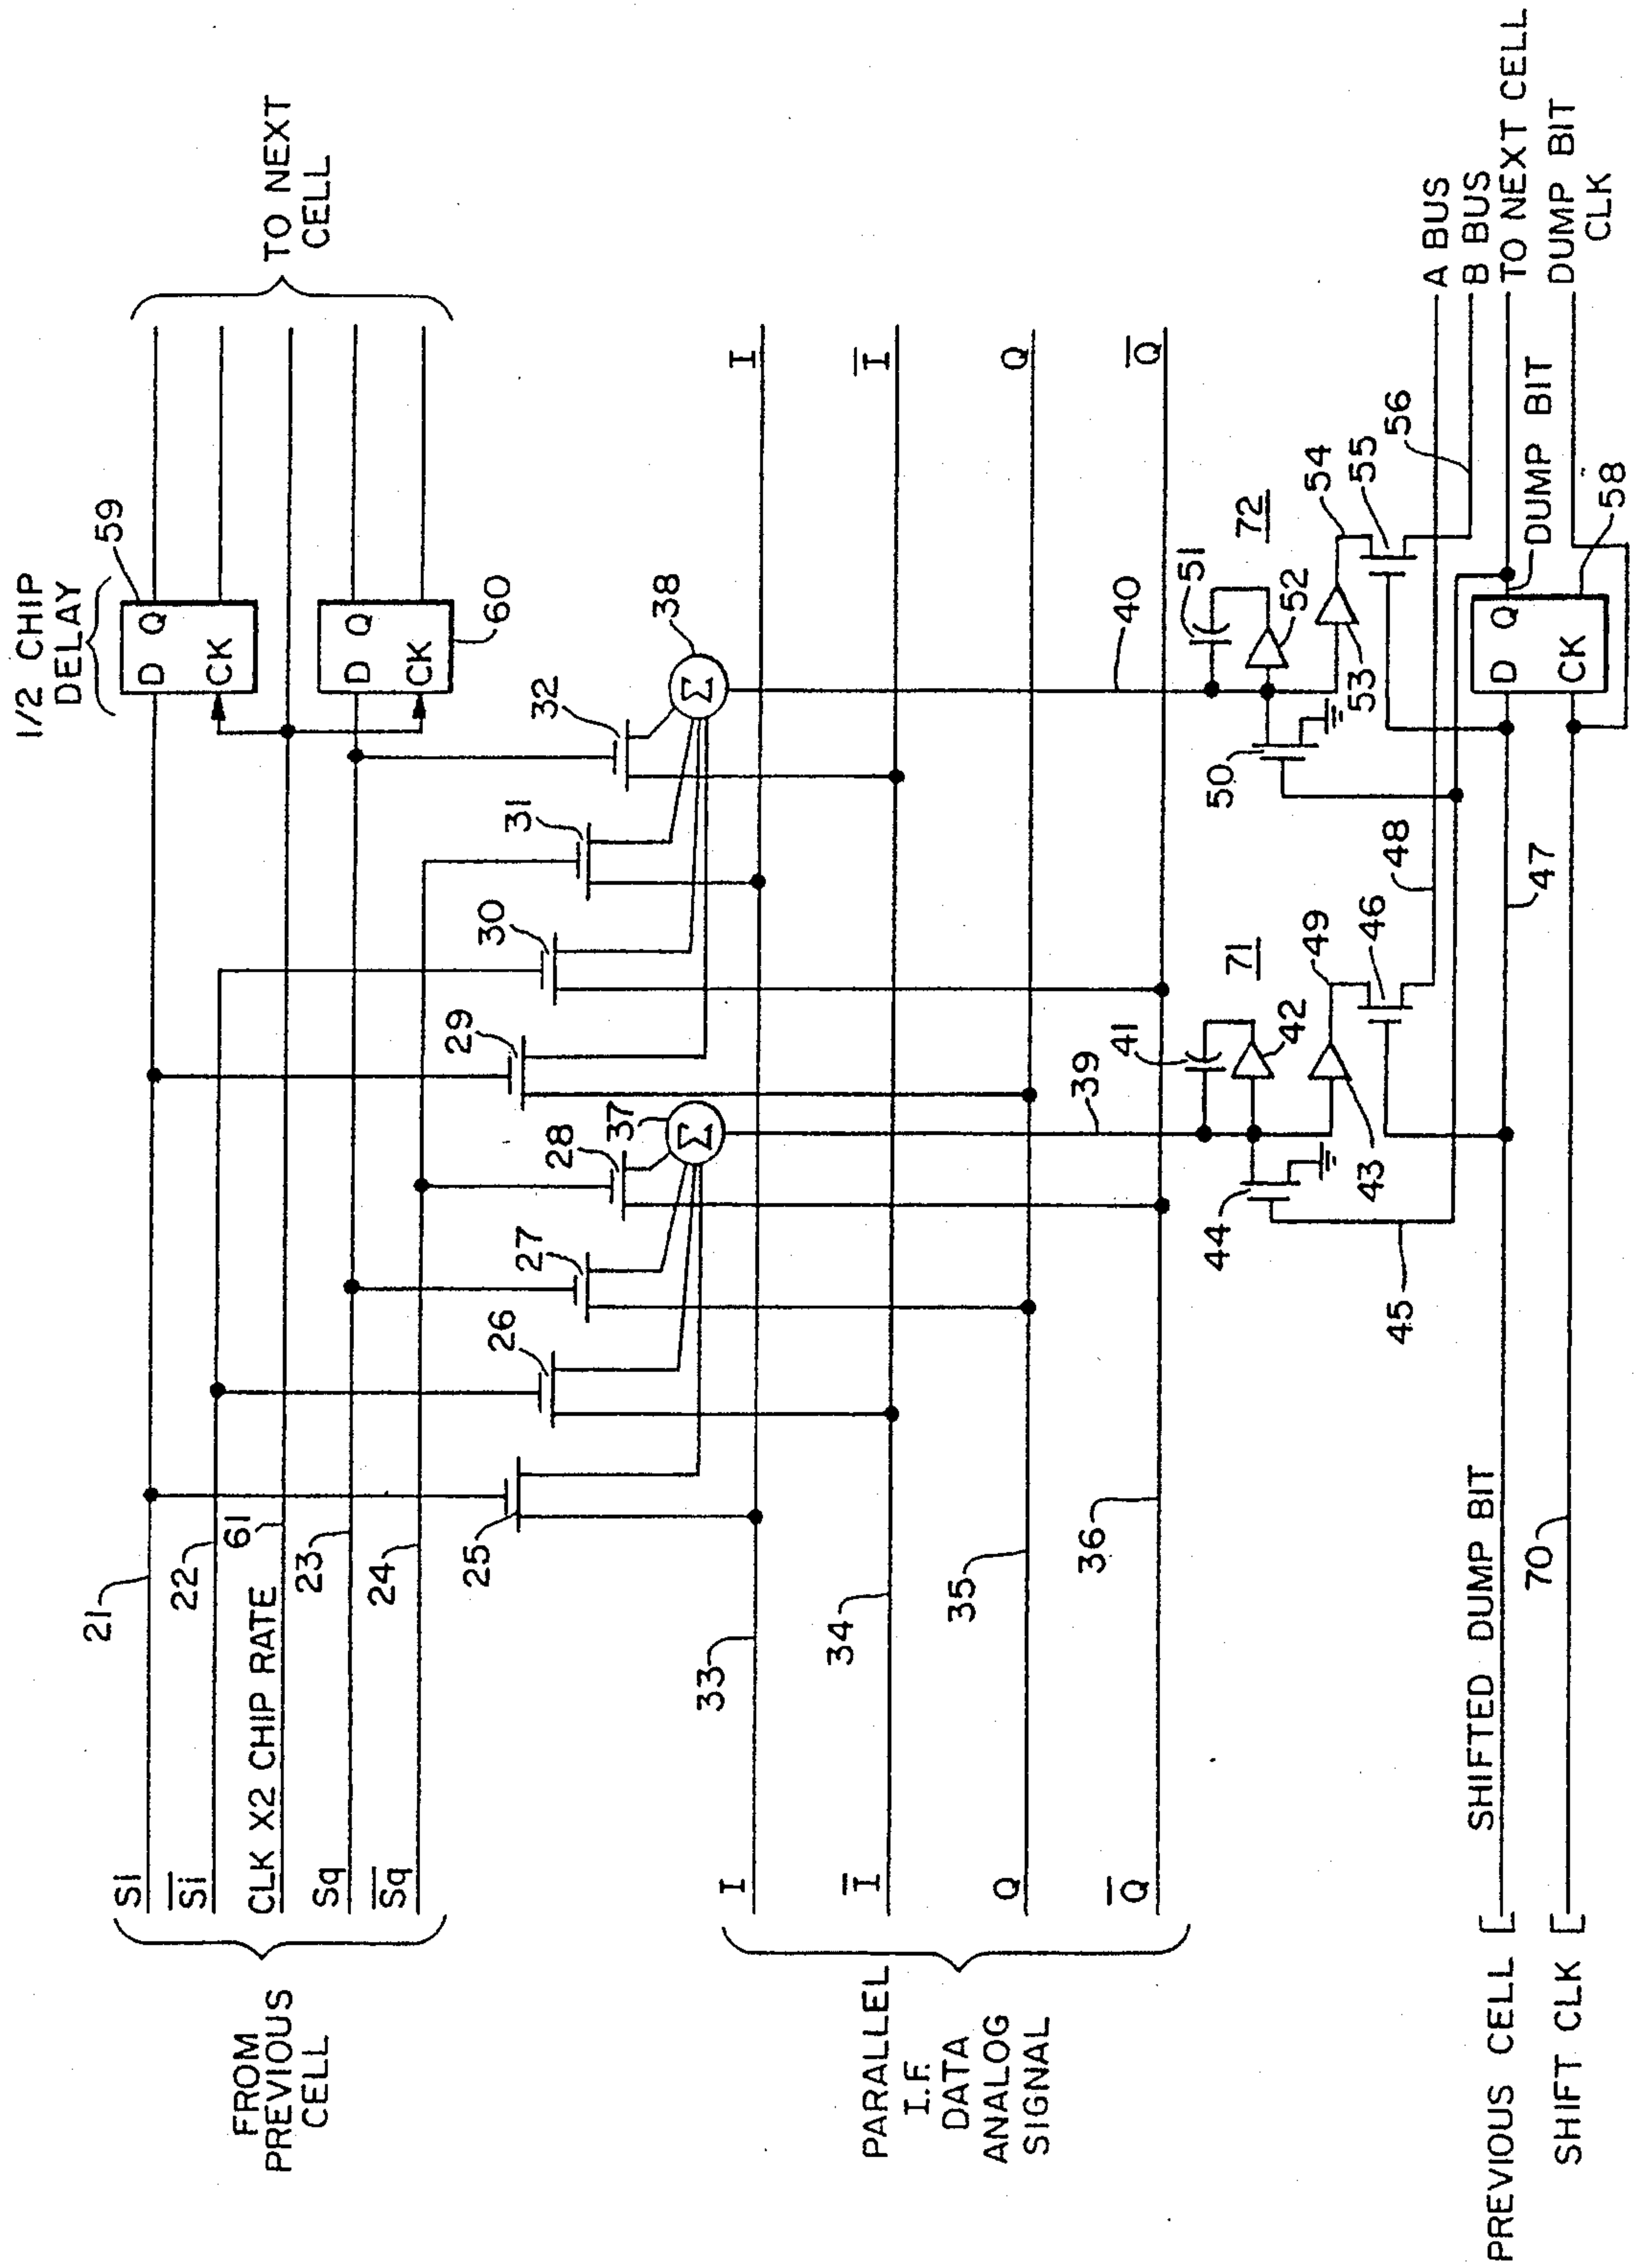 1/2 CHIP
DELAY
59
D Q
CK
D Q
CK
60
TO NEXT
CELL
FROM
PREVIOUS
CELL
Si
S̅i̅
CLK X2 CHIP RATE
Sq
S̅q̅
21
22
61
23
24
25
26
27
28
37
Σ
29
30
31
32
38
Σ
PARALLEL
I.F.
DATA
ANALOG
SIGNAL
I
I̅
Q
Q̅
33
34
35
36
I
I̅
Q
Q̅
39
40
41
71
42
43
44
45
49
46
48
47
50
51
72
52
53
54
55
56
A BUS
B BUS
TO NEXT CELL
DUMP BIT
CLK
DUMP BIT
D Q
CK
58
PREVIOUS CELL [
SHIFTED DUMP BIT
SHIFT CLK [
70